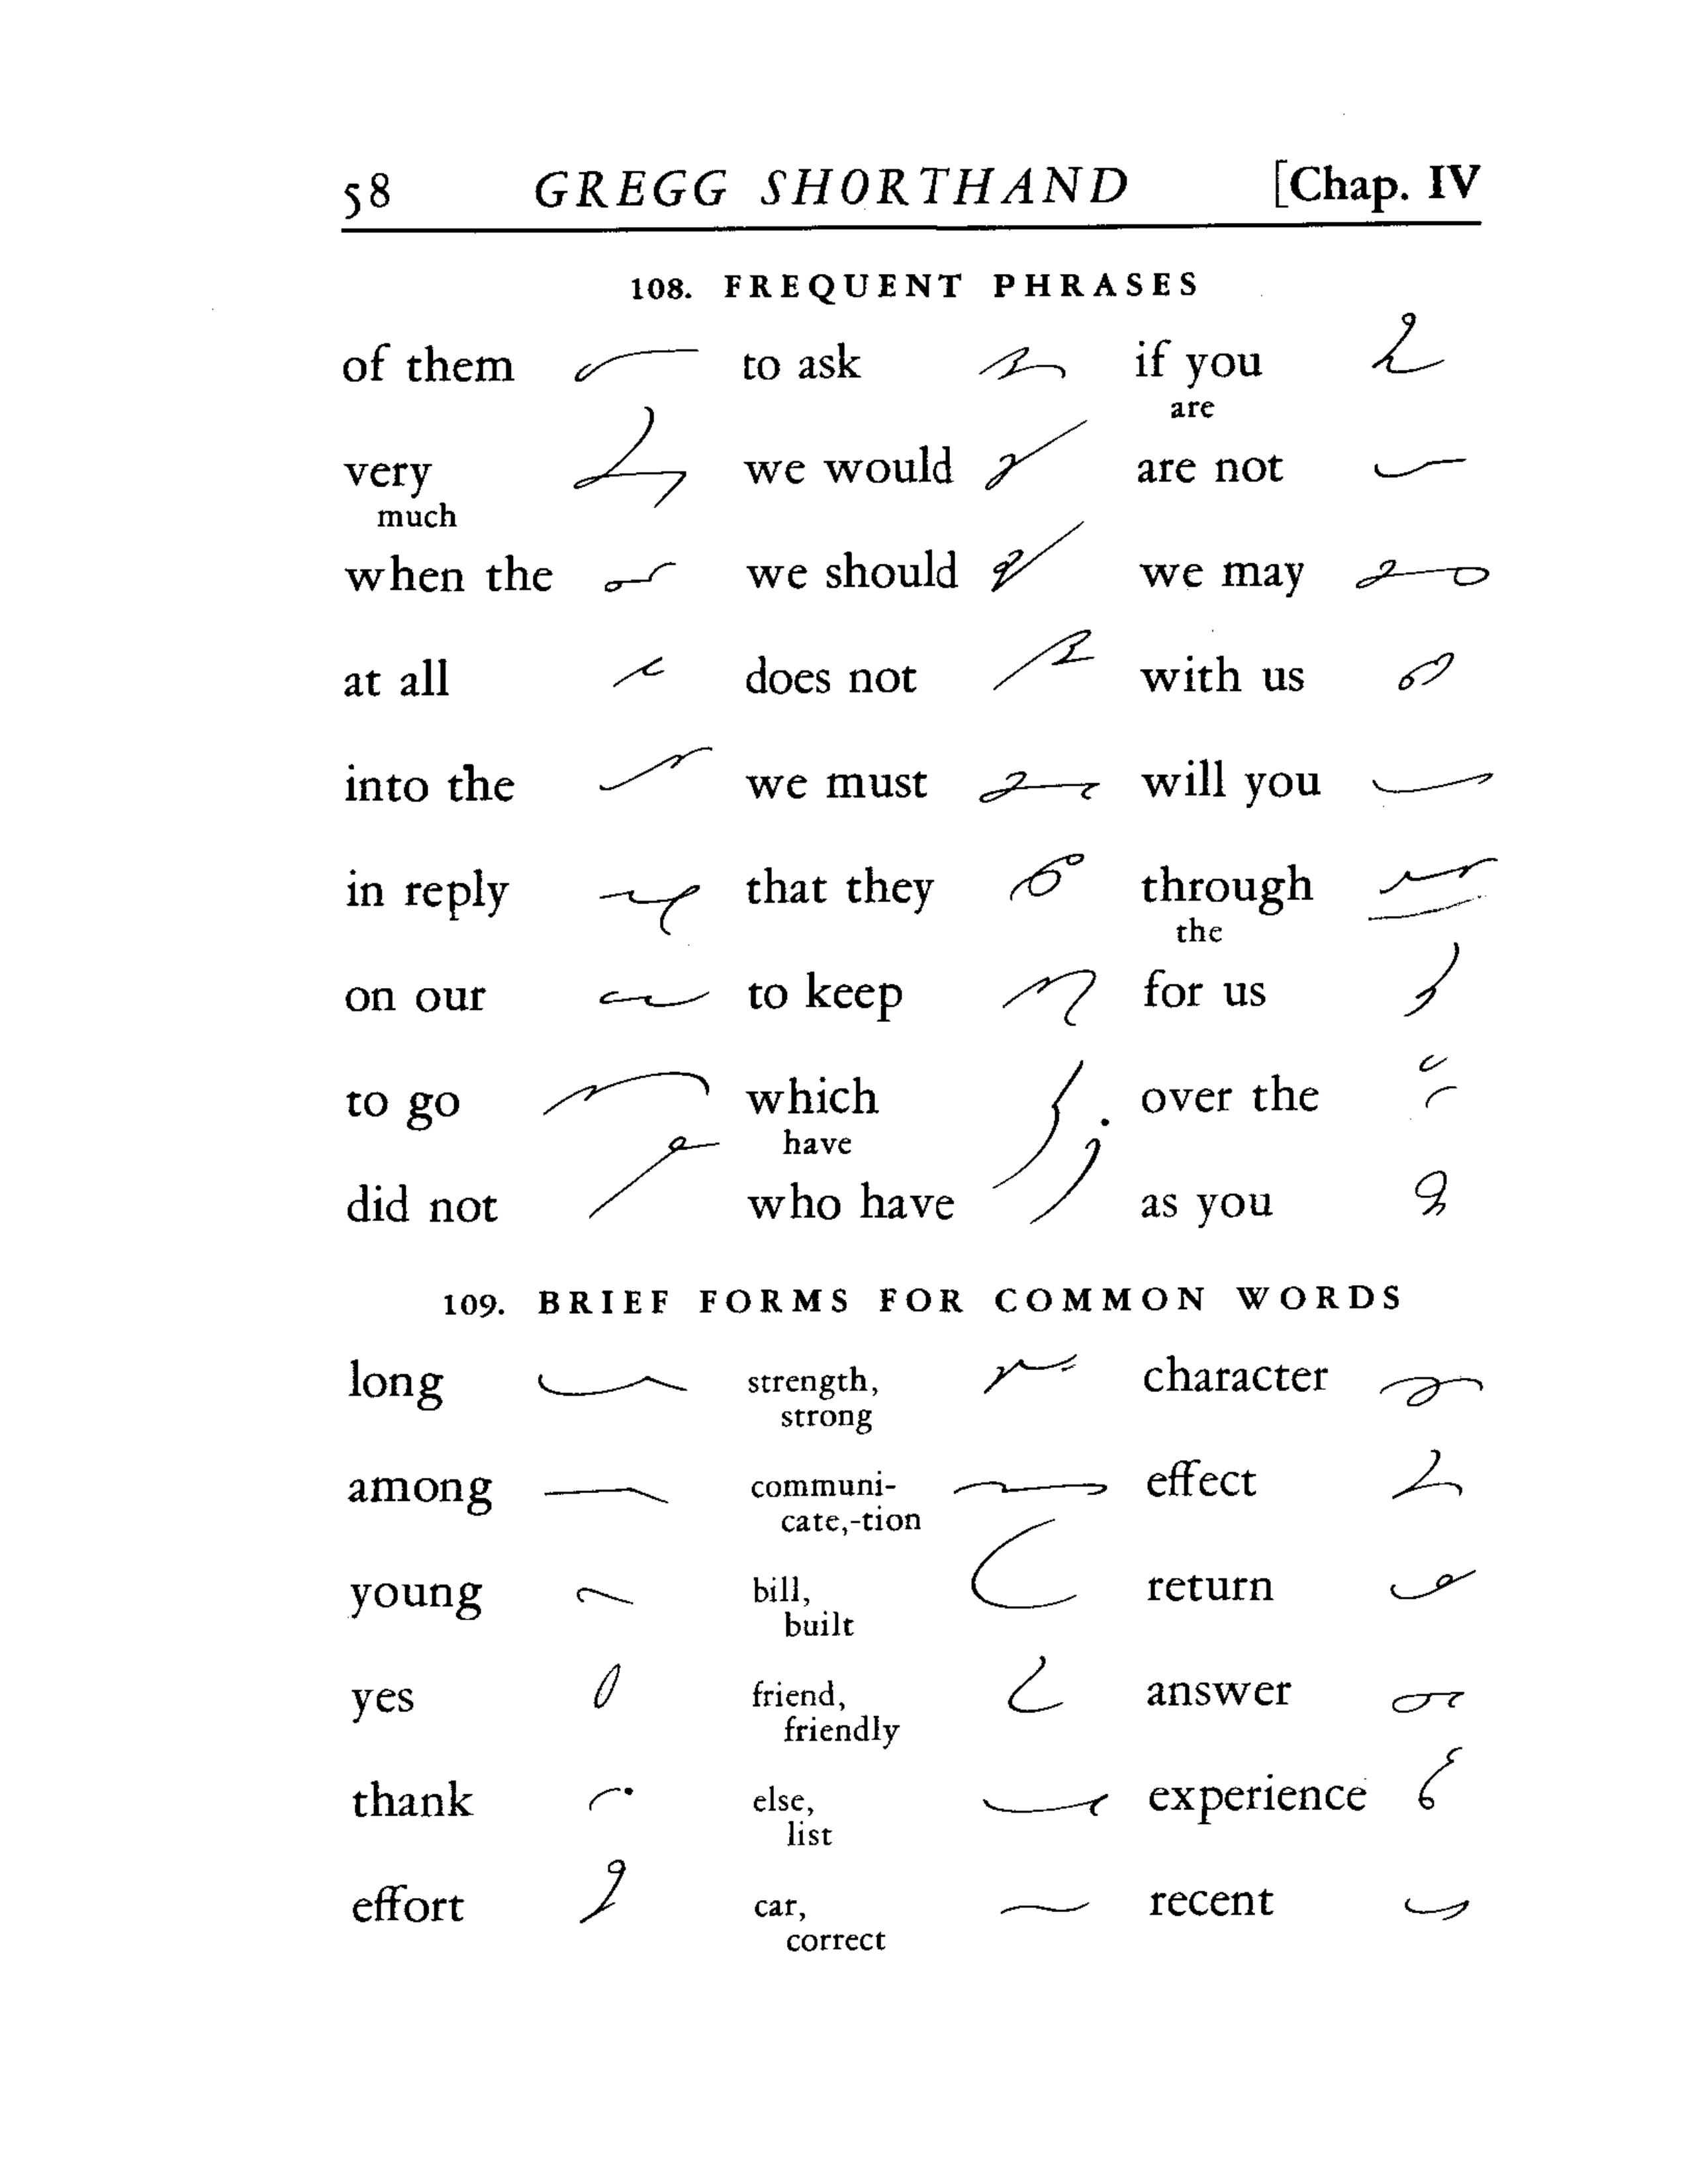 58 GREGG SHORTHAND [Chap. IV
108. FREQUENT PHRASES
of them to ask if you
are
very we would are not
much
when the we should we may
at all does not with us
into the we must will you
in reply that they through
the
on our to keep for us
to go which over the
have
did not who have as you
109. BRIEF FORMS FOR COMMON WORDS
long strength, character
strong
among communi- effect
cate,-tion
young bill, return
built
yes friend, answer
friendly
thank else, experience
list
effort car, recent
correct